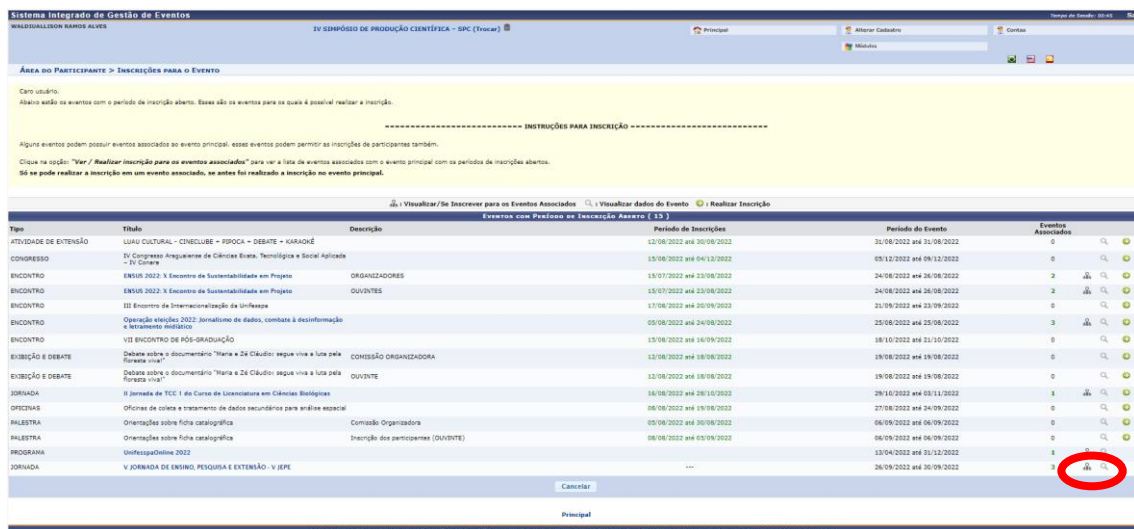 Sistema Integrado de Gestão de Eventos Tempo de Sessão: 00:45
WALDIUALLISON RAMOS ALVES IV SIMPÓSIO DE PRODUÇÃO CIENTÍFICA - SPC (Trocar) Principal Alterar Cadastro Contas
Módulos
ÁREA DO PARTICIPANTE > INSCRIÇÕES PARA O EVENTO
Caro usuário,
Abaixo estão os eventos com o período de inscrição aberto. Esses são os eventos para os quais é possível realizar a inscrição.
INSTRUÇÕES PARA INSCRIÇÃO
Alguns eventos podem possuir eventos associados ao evento principal. esses eventos podem permitir as inscrições de participantes também.
Clique na opção: "Ver / Realizar inscrição para os eventos associados" para ver a lista de eventos associados com o evento principal com os períodos de inscrições abertos.
Só se pode realizar a inscrição em um evento associado, se antes foi realizado a inscrição no evento principal.
: Visualizar/Se Inscrever para os Eventos Associados : Visualizar dados do Evento : Realizar Inscrição
EVENTOS COM PERÍODO DE INSCRIÇÃO ABERTO ( 15 )
Tipo Título Descrição Período de Inscrições Período do Evento Eventos Associados
ATIVIDADE DE EXTENSÃO LUAU CULTURAL - CINECLUBE + PIPOCA + DEBATE + KARAOKÊ 12/08/2022 até 30/08/2022 31/08/2022 até 31/08/2022 0
CONGRESSO IV Congresso Araguaiense de Ciências Exata, Tecnológica e Social Aplicada – IV Conara 15/08/2022 até 04/12/2022 05/12/2022 até 09/12/2022 0
ENCONTRO ENSUS 2022: X Encontro de Sustentabilidade em Projeto ORGANIZADORES 15/07/2022 até 23/08/2022 24/08/2022 até 26/08/2022 2
ENCONTRO ENSUS 2022: X Encontro de Sustentabilidade em Projeto OUVINTES 15/07/2022 até 23/08/2022 24/08/2022 até 26/08/2022 2
ENCONTRO III Encontro de Internacionalização da Unifesspa 17/08/2022 até 20/09/2022 21/09/2022 até 23/09/2022 0
ENCONTRO Operação eleições 2022: Jornalismo de dados, combate à desinformação e letramento midiático 05/08/2022 até 24/08/2022 25/08/2022 até 25/08/2022 3
ENCONTRO VII ENCONTRO DE PÓS-GRADUAÇÃO 15/08/2022 até 16/09/2022 18/10/2022 até 21/10/2022 0
EXIBIÇÃO E DEBATE Debate sobre o documentário "Maria e Zé Cláudio: segue viva a luta pela floresta viva!" COMISSÃO ORGANIZADORA 12/08/2022 até 18/08/2022 19/08/2022 até 19/08/2022 0
EXIBIÇÃO E DEBATE Debate sobre o documentário "Maria e Zé Cláudio: segue viva a luta pela floresta viva!" OUVINTE 12/08/2022 até 18/08/2022 19/08/2022 até 19/08/2022 0
JORNADA II Jornada de TCC 1 do Curso de Licenciatura em Ciências Biológicas 16/08/2022 até 28/10/2022 29/10/2022 até 03/11/2022 1
OFICINAS Oficinas de coleta e tratamento de dados secundários para análise espacial 08/08/2022 até 19/08/2022 27/08/2022 até 24/09/2022 0
PALESTRA Orientações sobre ficha catalográfica Comissão Organizadora 05/08/2022 até 30/08/2022 06/09/2022 até 06/09/2022 0
PALESTRA Orientações sobre ficha catalográfica Inscrição dos participantes (OUVINTE) 08/08/2022 até 05/09/2022 06/09/2022 até 06/09/2022 0
PROGRAMA UnifesspaOnline 2022 13/04/2022 até 31/12/2022 1
JORNADA V JORNADA DE ENSINO, PESQUISA E EXTENSÃO - V JEPE --- 26/09/2022 até 30/09/2022 3
Cancelar
Principal